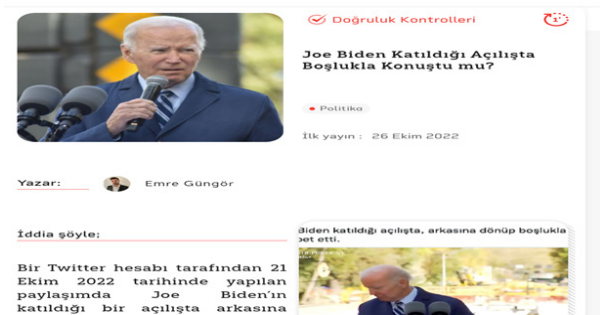 Doğruluk Kontrolleri
1'
Joe Biden Katıldığı Açılışta
Boşlukla Konuştu mu?
Politika
İlk yayın : 26 Ekim 2022
Yazar:
Emre Güngör
İddia şöyle;
Bir Twitter hesabı tarafından 21
Ekim 2022 tarihinde yapılan
paylaşımda Joe Biden'ın
katıldığı bir açılışta arkasına
Biden katıldığı açılışta, arkasına dönüp boşlukla
etti.